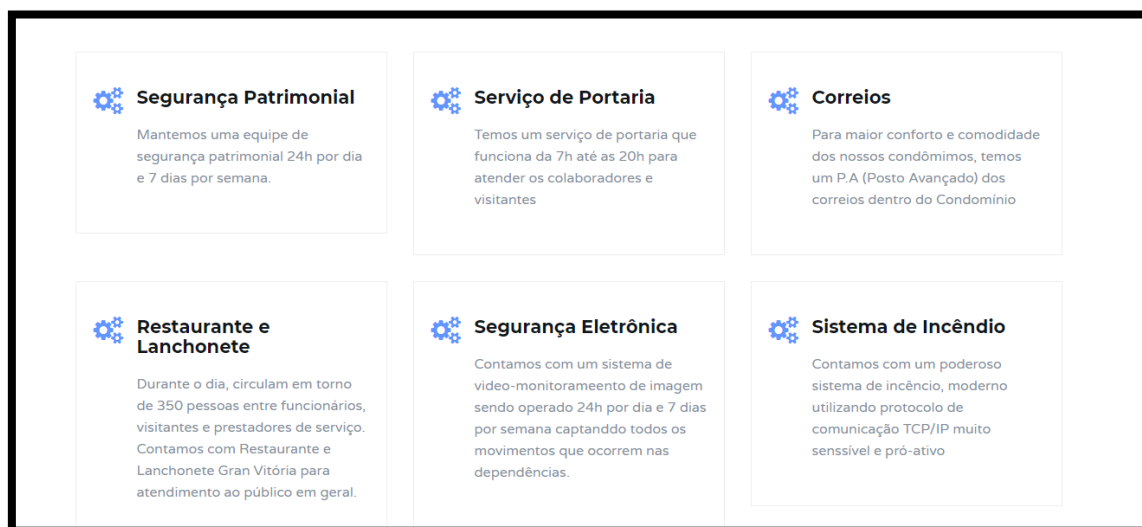 Segurança Patrimonial
Mantemos uma equipe de
segurança patrimonial 24h por dia
e 7 dias por semana.
Serviço de Portaria
Temos um serviço de portaria que
funciona da 7h até as 20h para
atender os colaboradores e
visitantes
Correios
Para maior conforto e comodidade
dos nossos condômimos, temos
um P.A (Posto Avançado) dos
correios dentro do Condomínio
Restaurante e
Lanchonete
Durante o dia, circulam em torno
de 350 pessoas entre funcionários,
visitantes e prestadores de serviço.
Contamos com Restaurante e
Lanchonete Gran Vitória para
atendimento ao público em geral.
Segurança Eletrônica
Contamos com um sistema de
video-monitorameento de imagem
sendo operado 24h por dia e 7 dias
por semana captanddo todos os
movimentos que ocorrem nas
dependências.
Sistema de Incêndio
Contamos com um poderoso
sistema de incêncio, moderno
utilizando protocolo de
comunicação TCP/IP muito
senssível e pró-ativo